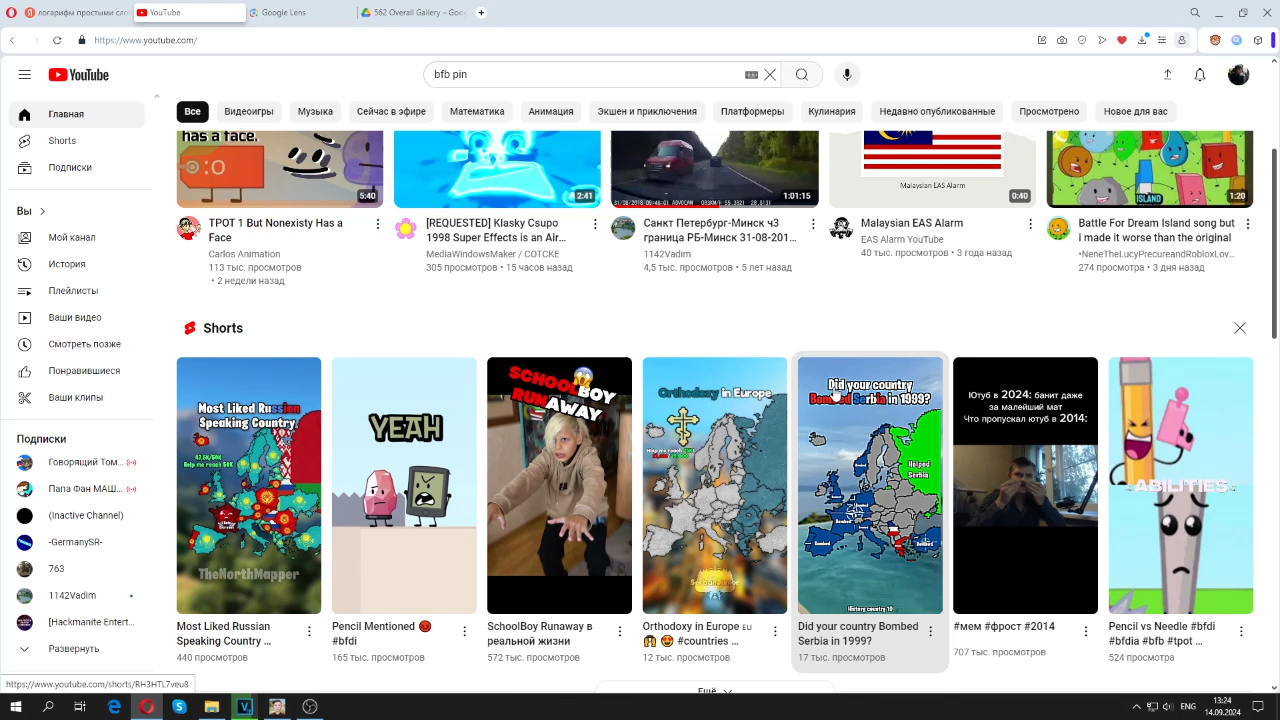 логарифм простыми сло
YouTube
Google Lens
562 Overall Gallery – Goo
https://www.youtube.com/
YouTube
bfb pin
Главная
Shorts
Подписки
Вы
Мой канал
История
Плейлисты
Ваши видео
Смотреть позже
Понравившиеся
Ваши клипы
Подписки
Говорящий Том...
Папа Фан МАШ...
(Inactive Channel)
-GermanySR-
763
1142Vadim
[Hackmanite Entert...
Развернуть
Все
Видеоигры
Музыка
Сейчас в эфире
Математика
Анимация
Экшен и приключения
Платформеры
Кулинария
Недавно опубликованные
Просмотрено
Новое для вас
has a face.
:O
5:40
2:41
1:01:15
Malaysian EAS Alarm
0:40
ISLAND
1:20
TPOT 1 But Nonexisty Has a
Face
Carlos Animation
113 тыс. просмотров
• 2 недели назад
[REQUESTED] Klasky Csupo
1998 Super Effects is an Air...
MediaWindowsMaker / СОТСКЕ
305 просмотров • 15 часов назад
Санкт Петербург-Минск ч3
граница РБ-Минск 31-08-201...
1142Vadim
4,5 тыс. просмотров • 5 лет назад
Malaysian EAS Alarm
EAS Alarm YouTube
40 тыс. просмотров • 3 года назад
Battle For Dream Island song but
i made it worse than the original
•NeneTheLucyPrecureandRobloxLov...
274 просмотра • 3 дня назад
Shorts
Most Liked Russian
Speaking Country
Help me reach 50K
TheNorthMapper
YEAH
SCHOOLBOY
RUNAWAY
Orthodoxy in Europe
Did your country
Bombed Serbia in 1999?
Helped
Serbia
Bombed
Bombed
History country 10
Ютуб в 2024: банит даже
за малейший мат
Что пропускал ютуб в 2014:
ABILITIES
Most Liked Russian
Speaking Country ...
440 просмотров
Pencil Mentioned 😡
#bfdi
165 тыс. просмотров
SchoolBoy Runaway в
реальной жизни
572 тыс. просмотров
Orthodoxy in Europe EU
#countries ...
12 тыс. просмотров
Did your country Bombed
Serbia in 1999?
17 тыс. просмотров
#мем #фрост #2014
707 тыс. просмотров
Pencil vs Needle #bfdi
#bfdia #bfb #tpot ...
524 просмотра
Ещё
https://www.youtube.com/shorts/RH3HTL7veu8
ENG
13:24
14.09.2024